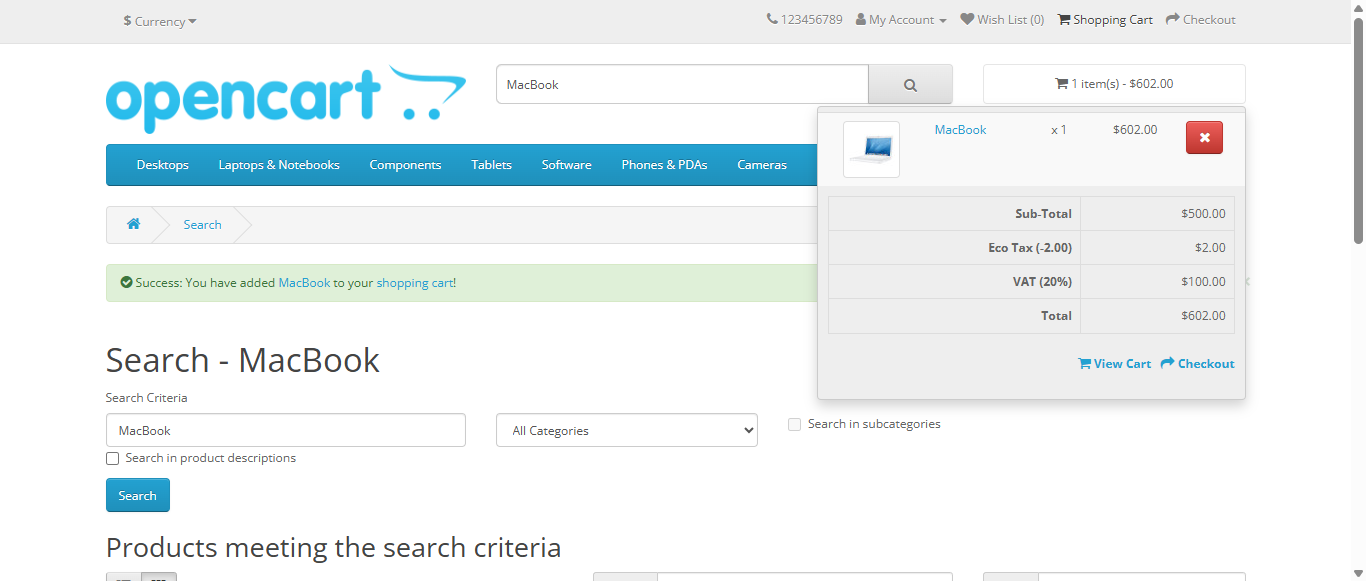 $ Currency
123456789 My Account Wish List (0) Shopping Cart Checkout
opencart
MacBook
1 item(s) - $602.00
MacBook x 1 $602.00
Desktops Laptops & Notebooks Components Tablets Software Phones & PDAs Cameras
Sub-Total $500.00
Eco Tax (-2.00) $2.00
VAT (20%) $100.00
Total $602.00
View Cart Checkout
Search
Success: You have added MacBook to your shopping cart!
Search - MacBook
Search Criteria
MacBook
All Categories
Search in subcategories
Search in product descriptions
Search
Products meeting the search criteria